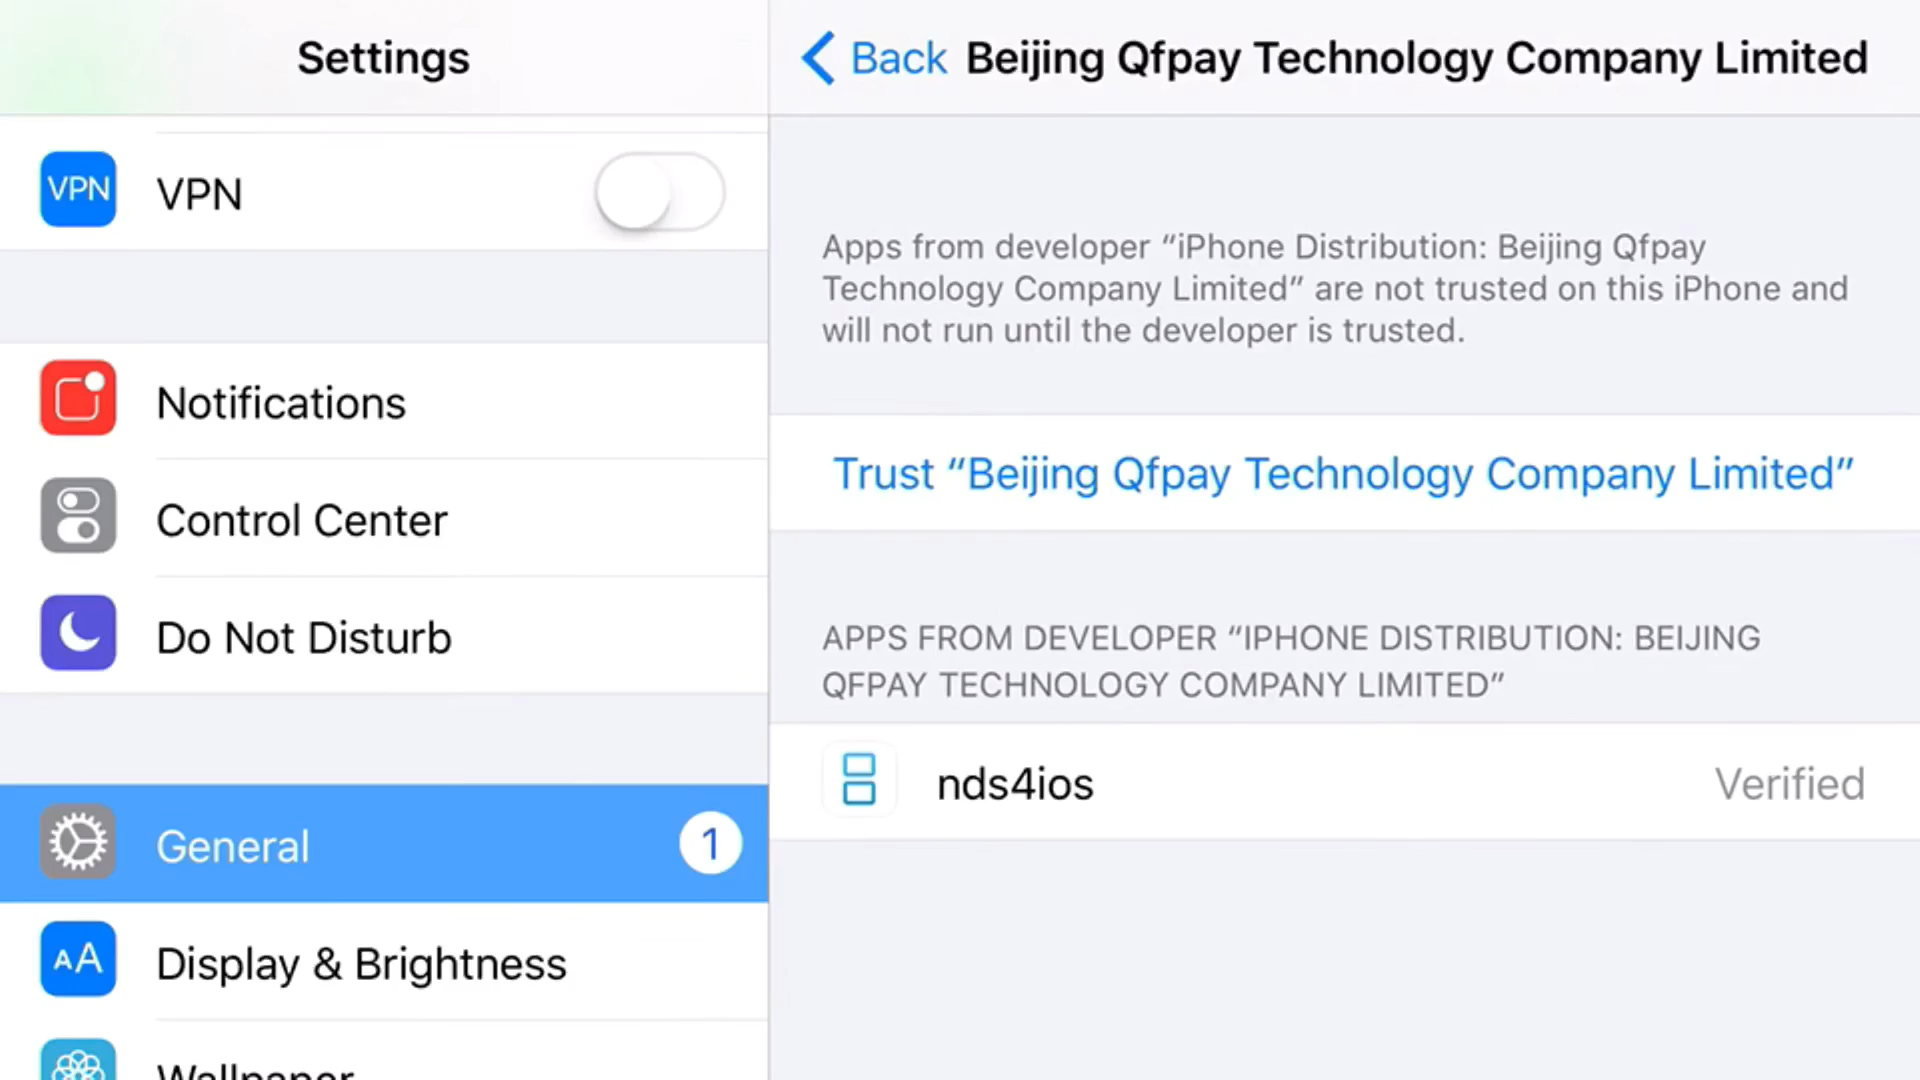 Settings
VPN
VPN
Notifications
Control Center
Do Not Disturb
General
1
AA
Display & Brightness
Wallpaper
Back
Beijing Qfpay Technology Company Limited
Apps from developer “iPhone Distribution: Beijing Qfpay
Technology Company Limited” are not trusted on this iPhone and
will not run until the developer is trusted.
Trust “Beijing Qfpay Technology Company Limited”
APPS FROM DEVELOPER “IPHONE DISTRIBUTION: BEIJING
QFPAY TECHNOLOGY COMPANY LIMITED”
nds4ios
Verified